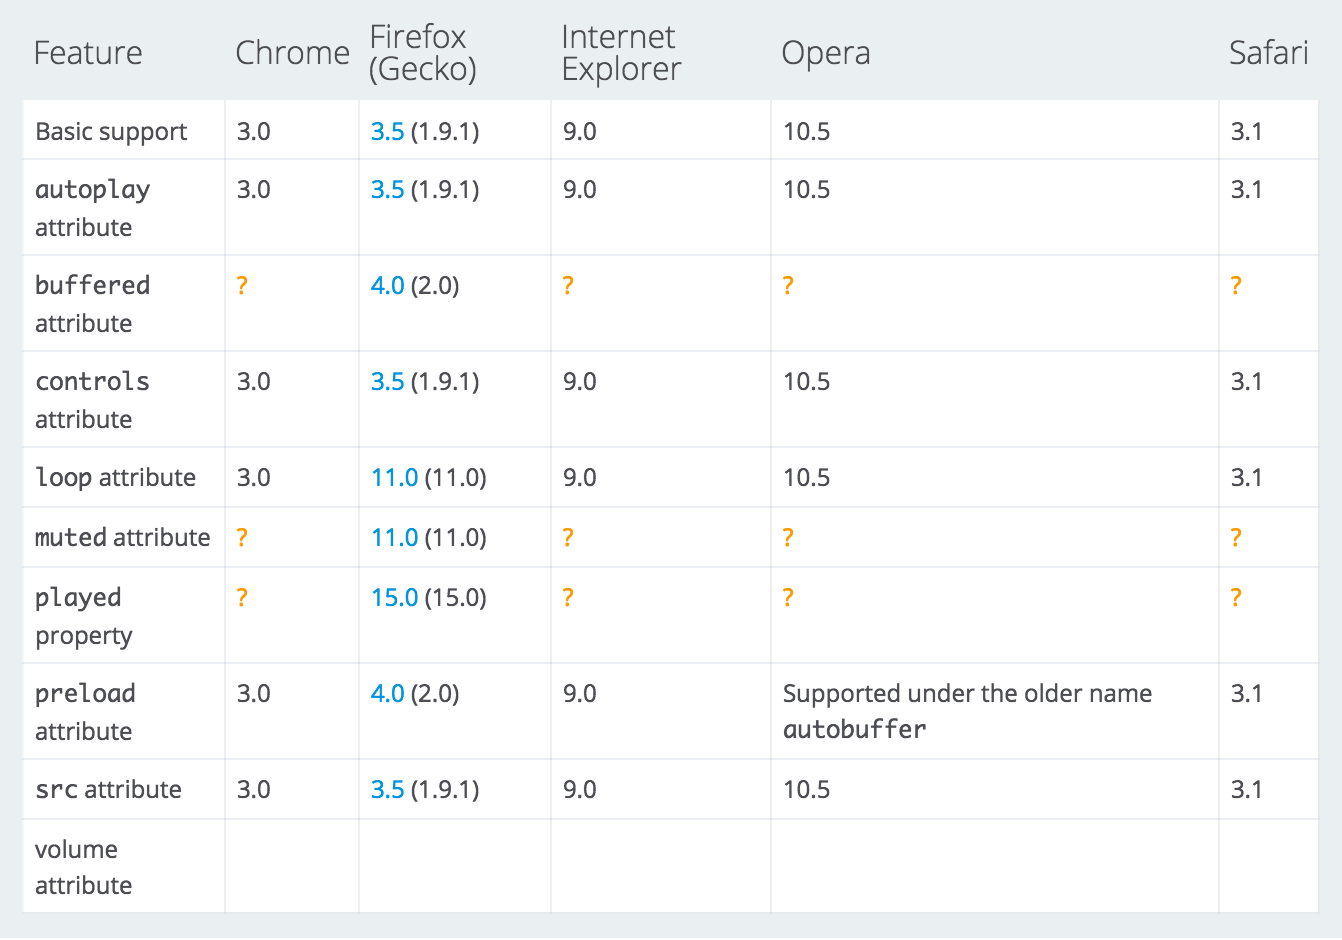 Feature Chrome Firefox (Gecko) Internet Explorer Opera Safari
Basic support 3.0 3.5 (1.9.1) 9.0 10.5 3.1
autoplay 3.0 3.5 (1.9.1) 9.0 10.5 3.1
attribute
buffered ? 4.0 (2.0) ? ? ?
attribute
controls 3.0 3.5 (1.9.1) 9.0 10.5 3.1
attribute
loop attribute 3.0 11.0 (11.0) 9.0 10.5 3.1
muted attribute ? 11.0 (11.0) ? ? ?
played ? 15.0 (15.0) ? ? ?
property
preload 3.0 4.0 (2.0) 9.0 Supported under the older name 3.1
attribute autobuffer
src attribute 3.0 3.5 (1.9.1) 9.0 10.5 3.1
volume
attribute